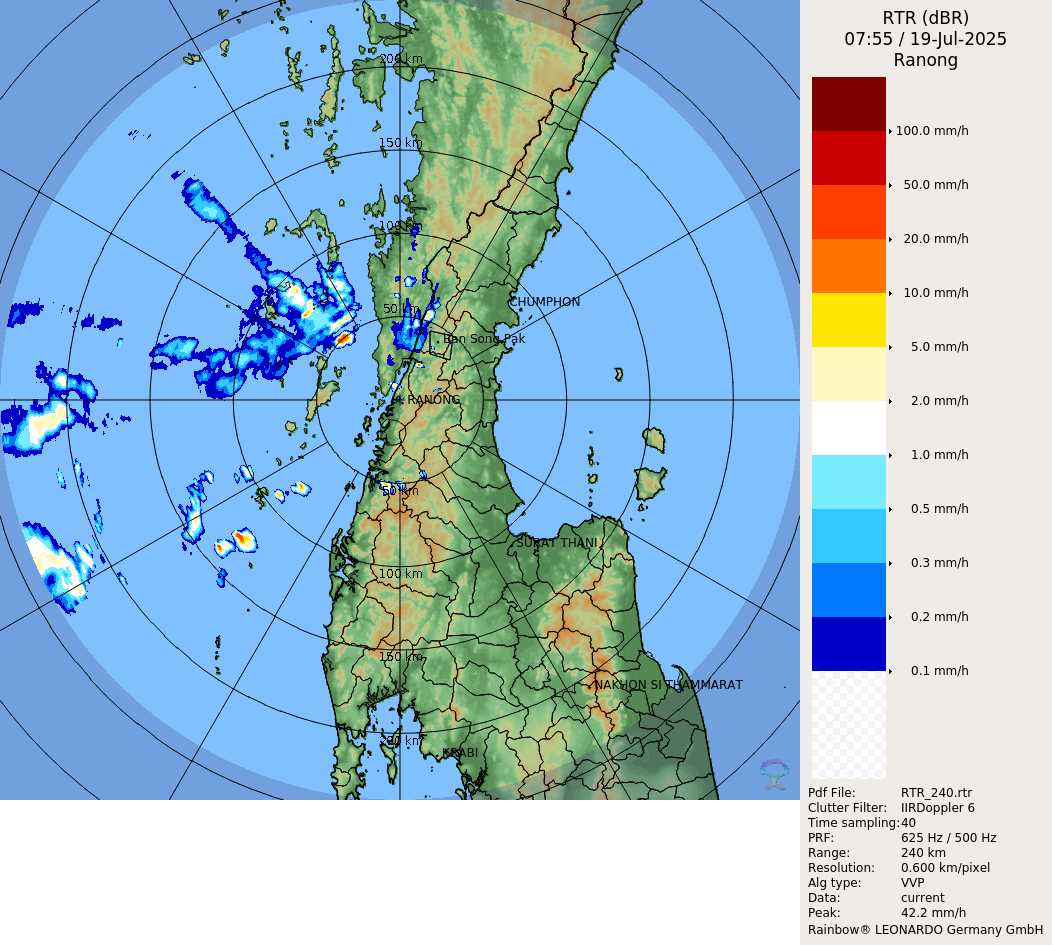 RTR (dBR)
07:55 / 19-Jul-2025
Ranong
100.0 mm/h
50.0 mm/h
20.0 mm/h
10.0 mm/h
5.0 mm/h
2.0 mm/h
1.0 mm/h
0.5 mm/h
0.3 mm/h
0.2 mm/h
0.1 mm/h
Pdf File: RTR_240.rtr
Clutter Filter: IIRDoppler 6
Time sampling: 40
PRF: 625 Hz / 500 Hz
Range: 240 km
Resolution: 0.600 km/pixel
Alg type: VVP
Data: current
Peak: 42.2 mm/h
Rainbow® LEONARDO Germany GmbH
200 km
150 km
100 km
CHUMPHON
50 km
Ban Song Pak
RANONG
50 km
SURAT THANI
100 km
150 km
NAKHON SI THAMMARAT
200 km
KRABI